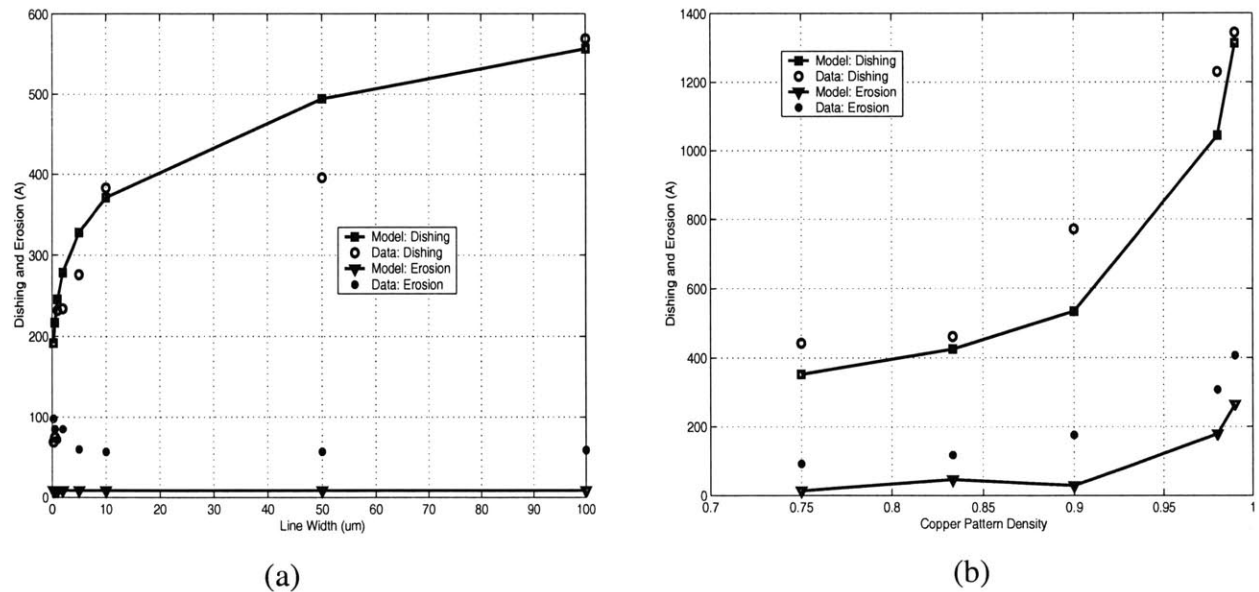 (a)
600
500
400
300
200
100
0
Dishing and Erosion (A)
Model: Dishing
Data: Dishing
Model: Erosion
Data: Erosion
0 10 20 30 40 50 60 70 80 90 100
Line Width (um)
(a)
(b)
1400
1200
1000
800
600
400
200
0
Dishing and Erosion (A)
Model: Dishing
Data: Dishing
Model: Erosion
Data: Erosion
0.7 0.75 0.8 0.85 0.9 0.95 1
Copper Pattern Density
(b)